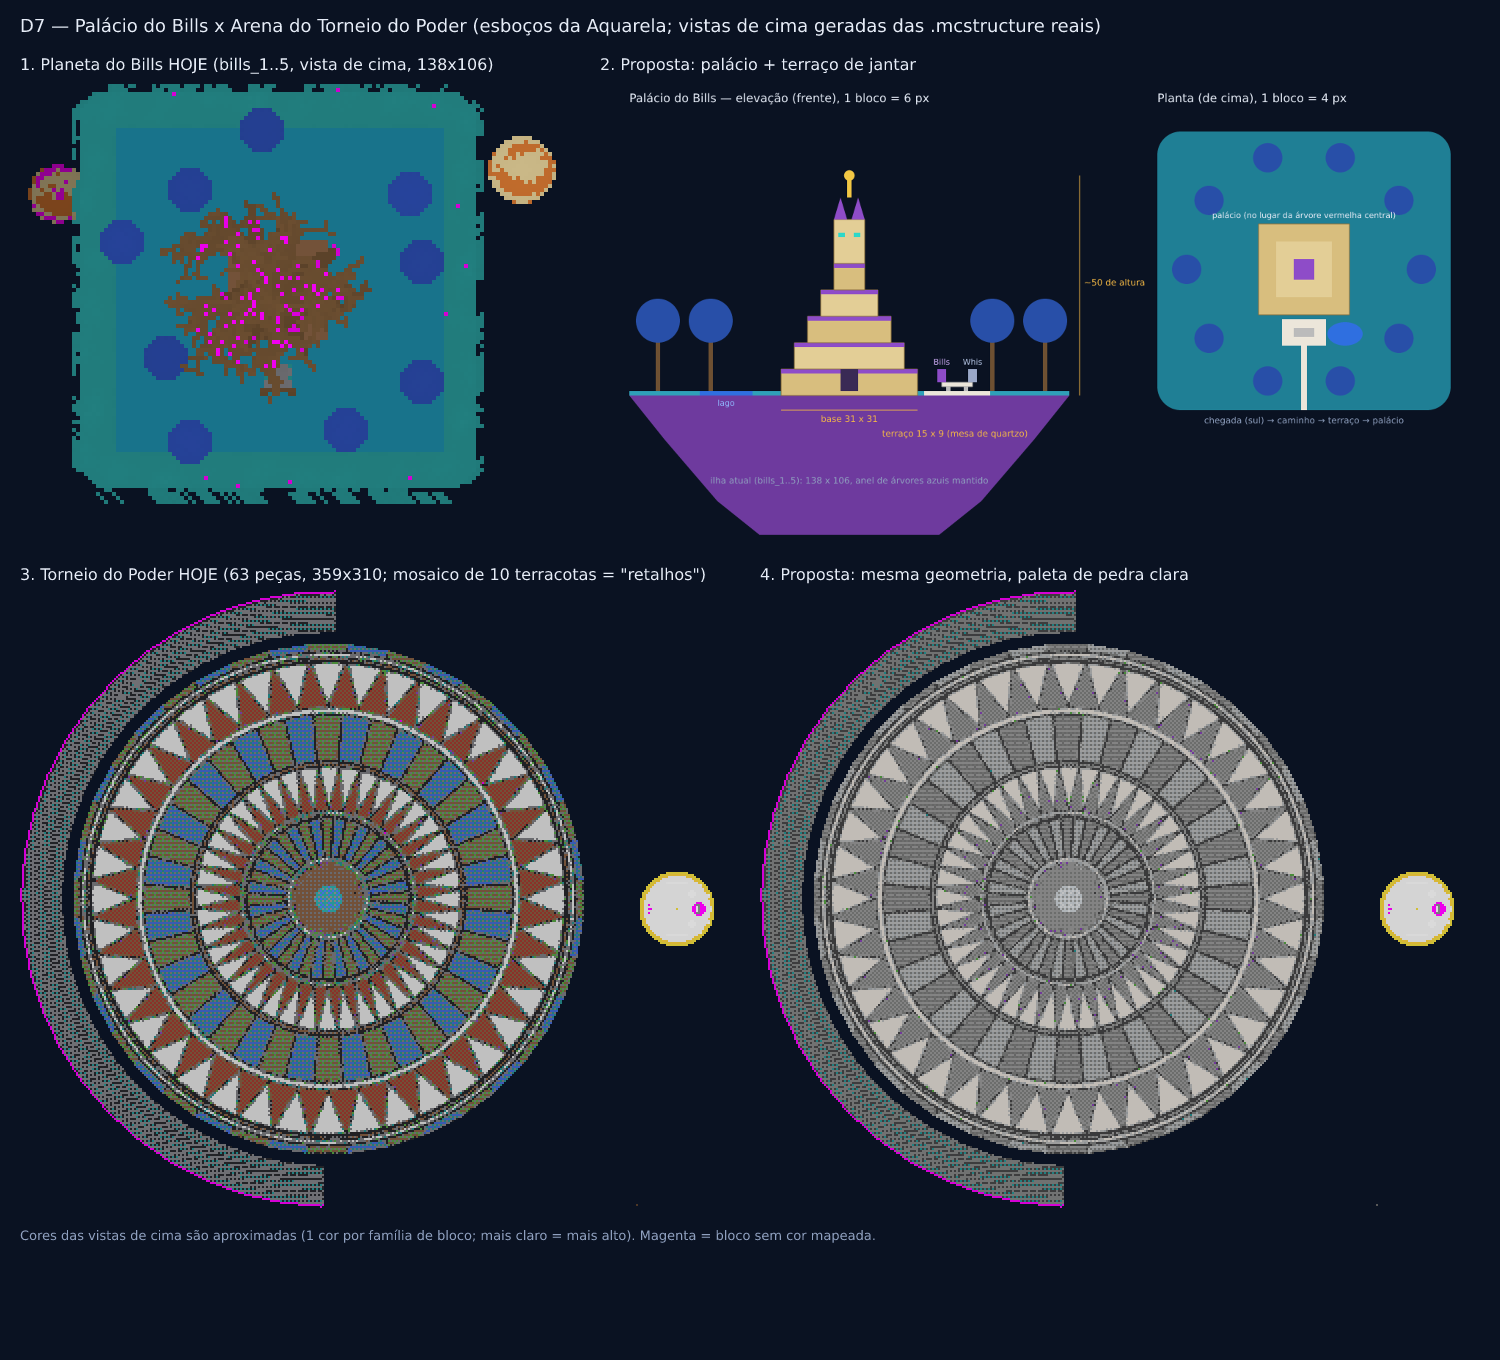 D7 — Palácio do Bills x Arena do Torneio do Poder (esboços da Aquarela; vistas de cima geradas das .mcstructure reais)
1. Planeta do Bills HOJE (bills_1..5, vista de cima, 138x106)
2. Proposta: palácio + terraço de jantar
Palácio do Bills — elevação (frente), 1 bloco = 6 px
Planta (de cima), 1 bloco = 4 px
palácio (no lugar da árvore vermelha central)
~50 de altura
Bills
Whis
lago
base 31 x 31
terraço 15 x 9 (mesa de quartzo)
chegada (sul) → caminho → terraço → palácio
ilha atual (bills_1..5): 138 x 106, anel de árvores azuis mantido
3. Torneio do Poder HOJE (63 peças, 359x310; mosaico de 10 terracotas = "retalhos")
4. Proposta: mesma geometria, paleta de pedra clara
Cores das vistas de cima são aproximadas (1 cor por família de bloco; mais claro = mais alto). Magenta = bloco sem cor mapeada.